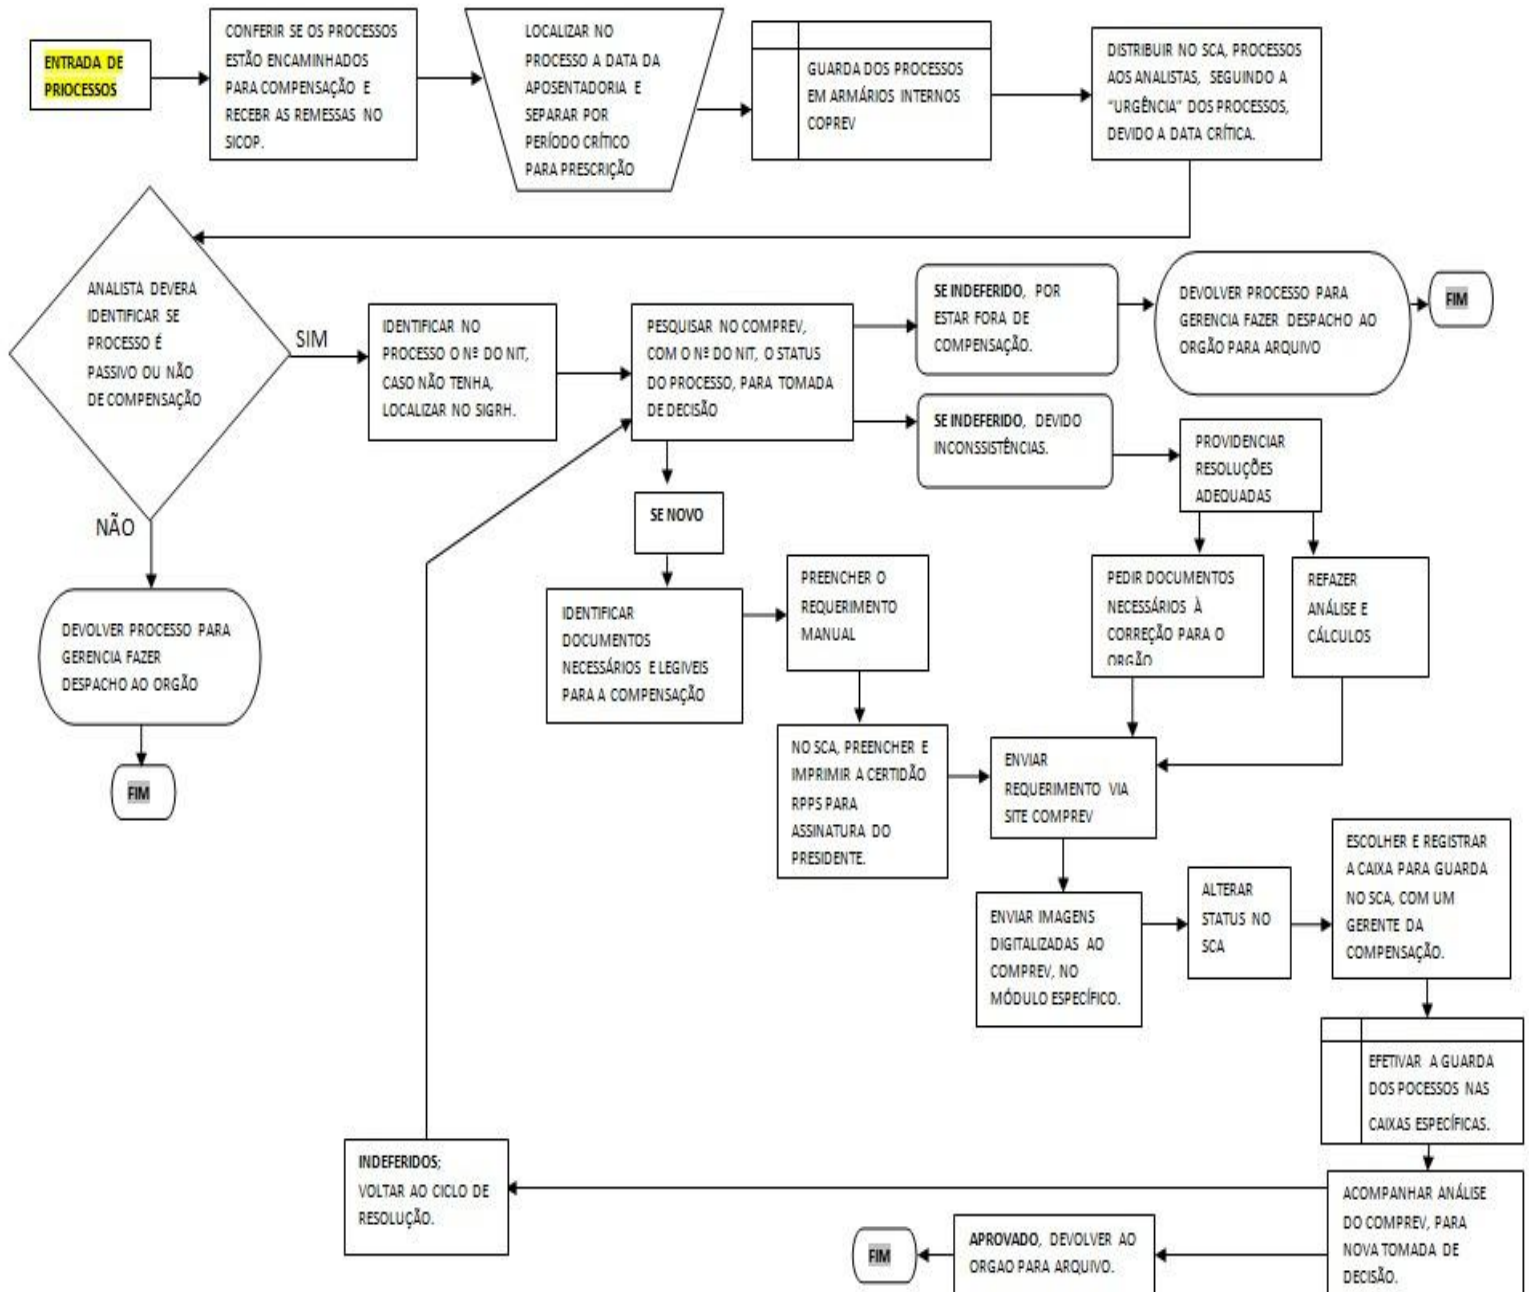 ENTRADA DE
PRIOCESSOS
CONFERIR SE OS PROCESSOS
ESTÃO ENCAMINHADOS
PARA COMPENSAÇÃO E
RECEBR AS REMESSAS NO
SICOP.
LOCALIZAR NO
PROCESSO A DATA DA
APOSENTADORIA E
SEPARAR POR
PERÍODO CRÍTICO
PARA PRESCRIÇÃO
GUARDA DOS PROCESSOS
EM ARMÁRIOS INTERNOS
COPREV
DISTRIBUIR NO SCA, PROCESSOS
AOS ANALISTAS, SEGUINDO A
“URGÊNCIA” DOS PROCESSOS,
DEVIDO A DATA CRÍTICA.
ANALISTA DEVERA
IDENTIFICAR SE
PROCESSO É
PASSIVO OU NÃO
DE COMPENSAÇÃO
SIM
NÃO
DEVOLVER PROCESSO PARA
GERENCIA FAZER
DESPACHO AO ORGÃO
FIM
IDENTIFICAR NO
PROCESSO O Nº DO NIT,
CASO NÃO TENHA,
LOCALIZAR NO SIGRH.
PESQUISAR NO COMPREV,
COM O Nº DO NIT, O STATUS
DO PROCESSO, PARA TOMADA
DE DECISÃO
SE INDEFERIDO, POR
ESTAR FORA DE
COMPENSAÇÃO.
DEVOLVER PROCESSO PARA
GERENCIA FAZER DESPACHO AO
ORGÃO PARA ARQUIVO
FIM
SE INDEFERIDO, DEVIDO
INCONSSISTÊNCIAS.
PROVIDENCIAR
RESOLUÇÕES
ADEQUADAS
PEDIR DOCUMENTOS
NECESSÁRIOS À
CORREÇÃO PARA O
ORGÃO
REFAZER
ANÁLISE E
CÁLCULOS
SE NOVO
IDENTIFICAR
DOCUMENTOS
NECESSÁRIOS E LEGIVEIS
PARA A COMPENSAÇÃO
PREENCHER O
REQUERIMENTO
MANUAL
NO SCA, PREENCHER E
IMPRIMIR A CERTIDÃO
RPPS PARA
ASSINATURA DO
PRESIDENTE.
ENVIAR
REQUERIMENTO VIA
SITE COMPREV
ENVIAR IMAGENS
DIGITALIZADAS AO
COMPREV, NO
MÓDULO ESPECÍFICO.
ALTERAR
STATUS NO
SCA
ESCOLHER E REGISTRAR
A CAIXA PARA GUARDA
NO SCA, COM UM
GERENTE DA
COMPENSAÇÃO.
EFETIVAR A GUARDA
DOS POCESSOS NAS
CAIXAS ESPECÍFICAS.
ACOMPANHAR ANÁLISE
DO COMPREV, PARA
NOVA TOMADA DE
DECISÃO.
INDEFERIDOS;
VOLTAR AO CICLO DE
RESOLUÇÃO.
APROVADO, DEVOLVER AO
ORGAO PARA ARQUIVO.
FIM